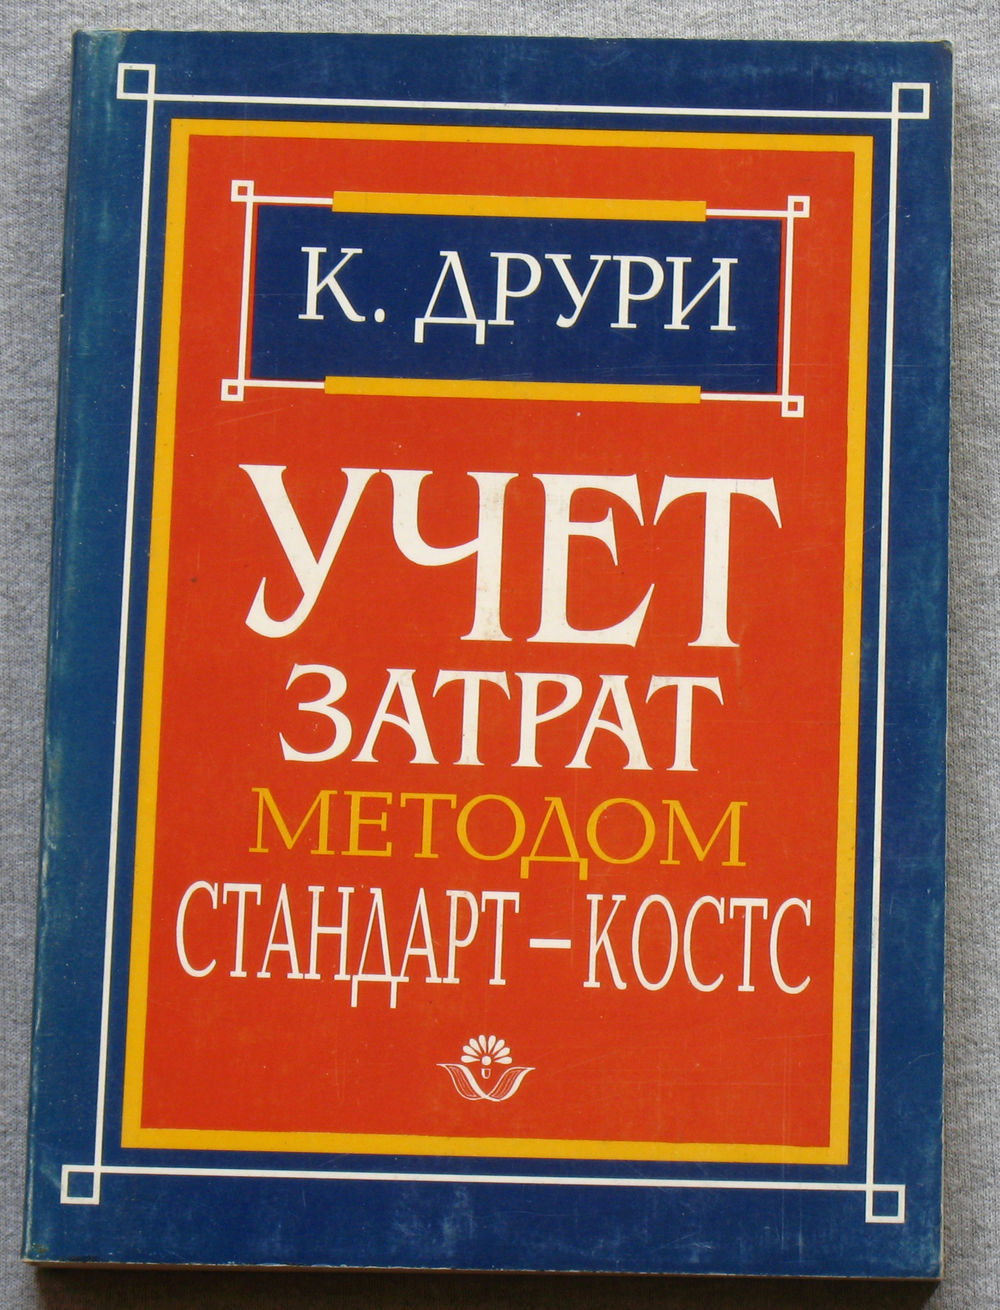 К. ДРУРИ
УЧЕТ
ЗАТРАТ
МЕТОДОМ
СТАНДАРТ-КОСТС